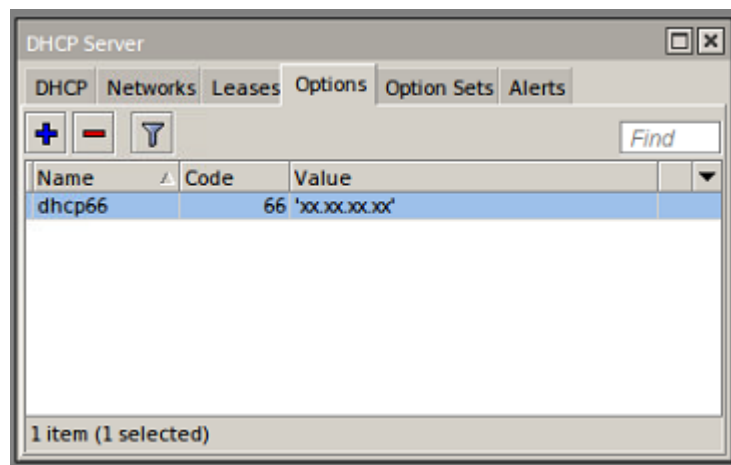 DHCP Server
DHCP Networks Leases Options Option Sets Alerts
Find
Name Code Value
dhcp66 66 'xx.xx.xx.xx'
1 item (1 selected)